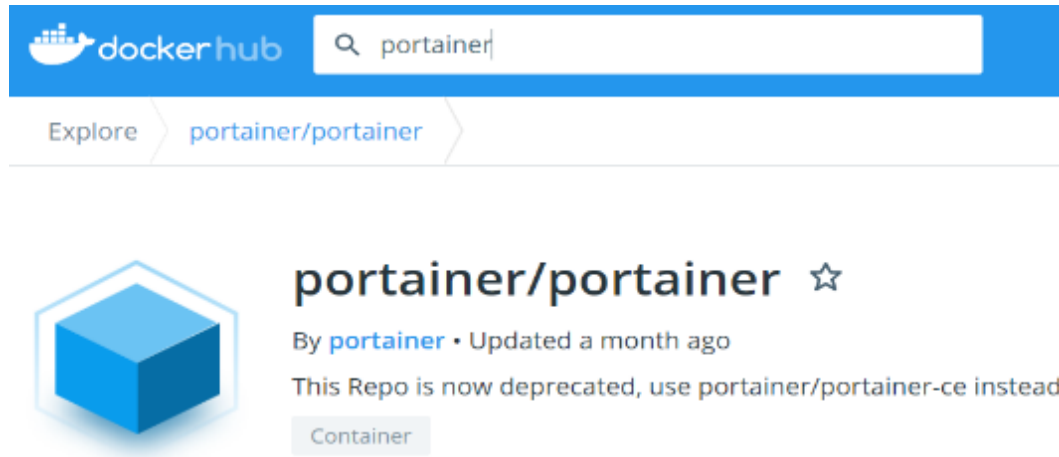 dockerhub
portainer
Explore portainer/portainer
portainer/portainer
By portainer • Updated a month ago
This Repo is now deprecated, use portainer/portainer-ce instead
Container